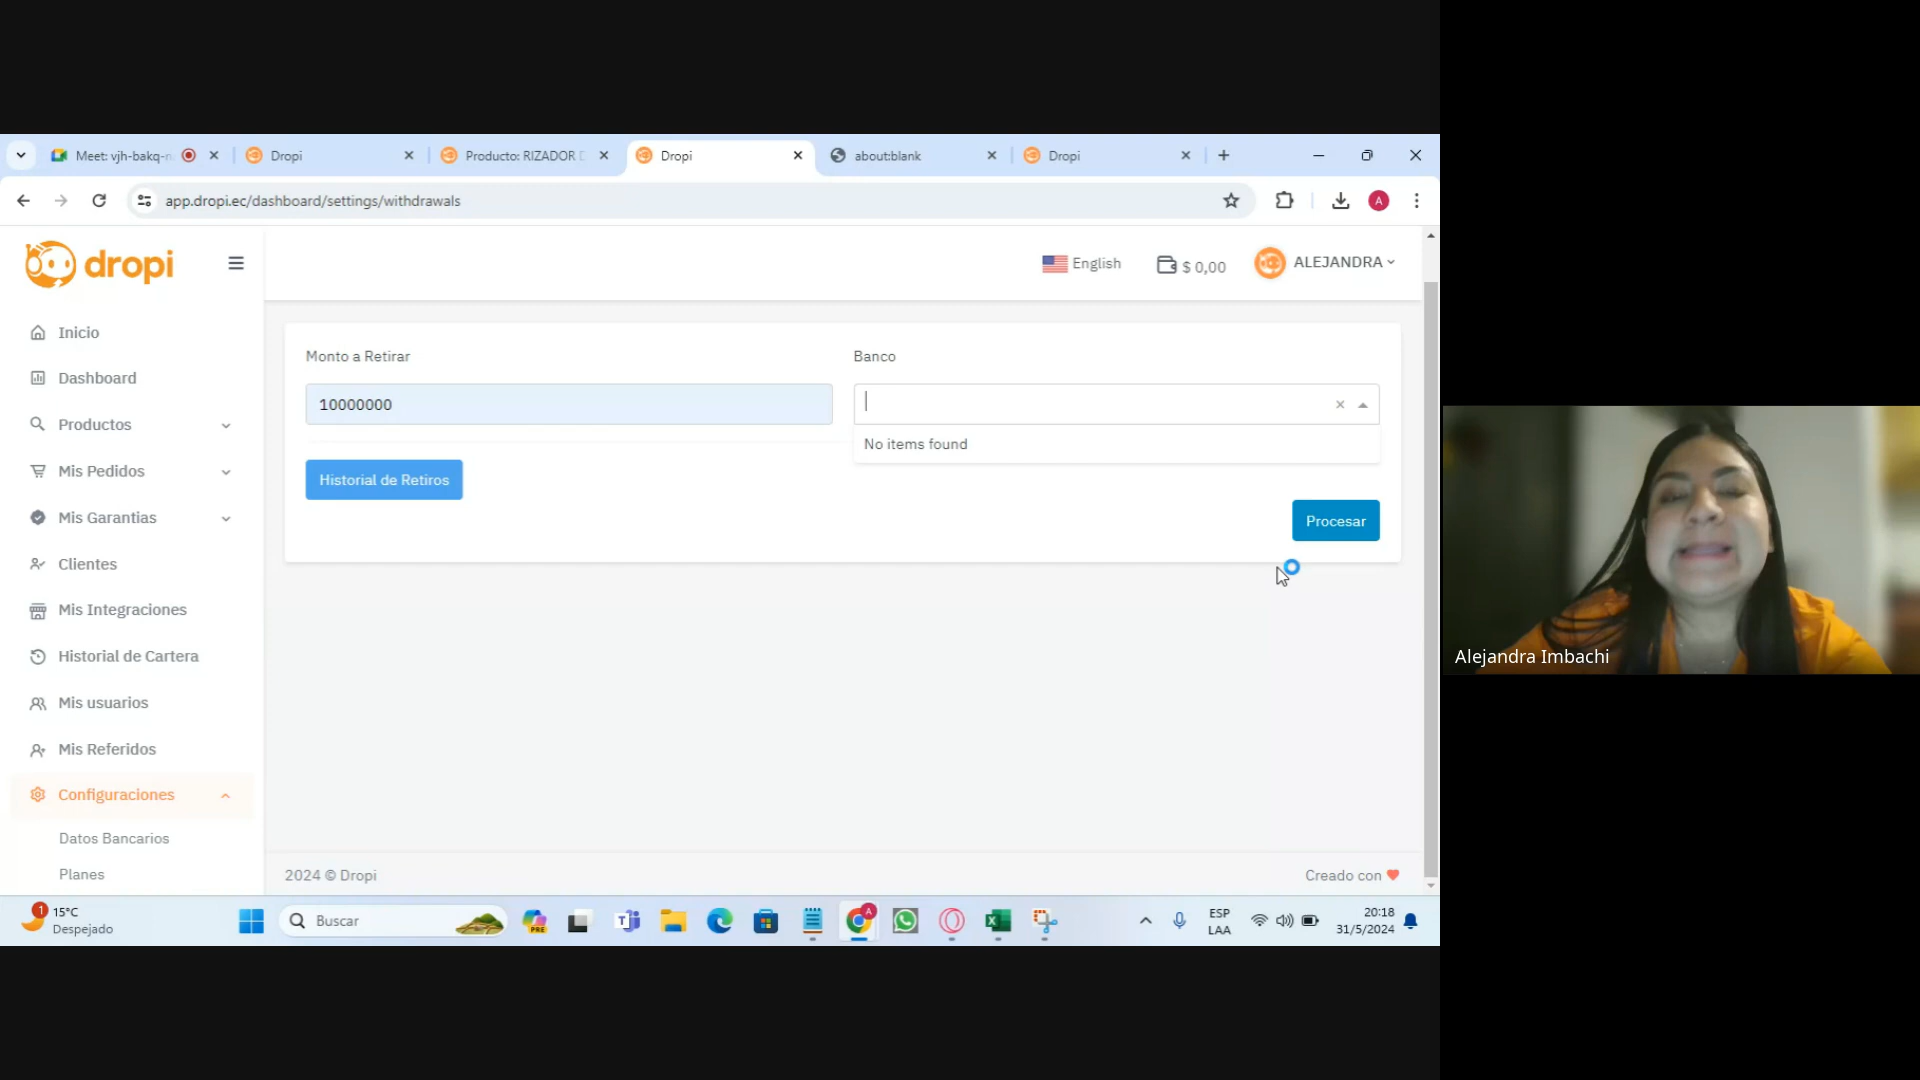 Meet: vjh-bakq-
Dropi
Producto: RIZADOR
Dropi
about:blank
Dropi
app.dropi.ec/dashboard/settings/withdrawals
A
dropi
English
$ 0,00
ALEJANDRA
Inicio
Dashboard
Productos
Mis Pedidos
Mis Garantias
Clientes
Mis Integraciones
Historial de Cartera
Mis usuarios
Mis Referidos
Configuraciones
Datos Bancarios
Planes
Monto a Retirar
10000000
Banco
No items found
Historial de Retiros
Procesar
2024 © Dropi
Creado con
Alejandra Imbachi
1
15°C
Despejado
Buscar
PRE
A
ESP
LAA
20:18
31/5/2024